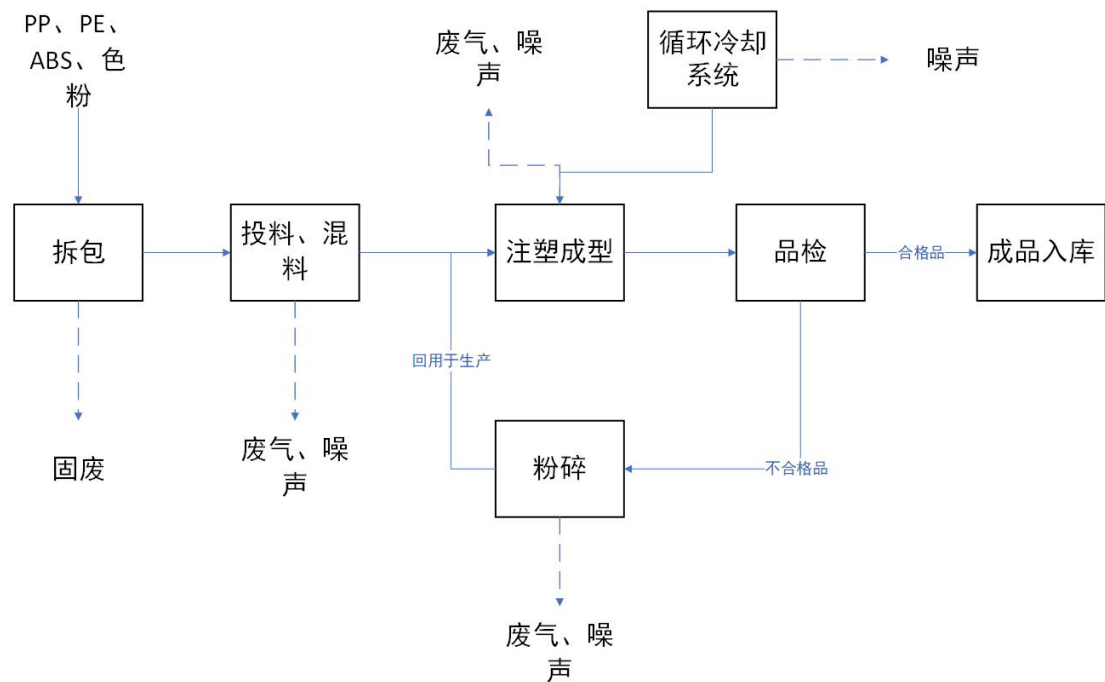 PP、PE、
ABS、色
粉
废气、噪
声
循环冷却
系统
噪声
拆包
投料、混
料
注塑成型
品检
合格品
成品入库
回用于生产
固废
废气、噪
声
粉碎
不合格品
废气、噪
声